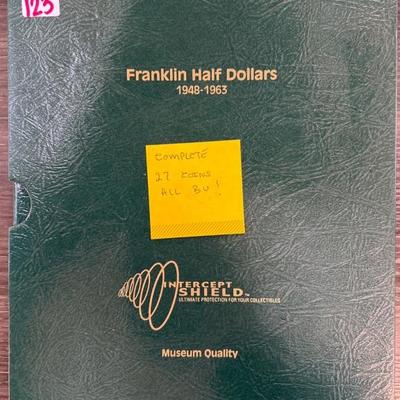 123
Franklin Half Dollars
1948-1963
COMPLETE
27 COINS
ALL BU!
INTERCEPT
SHIELD™
ULTIMATE PROTECTION FOR YOUR COLLECTIBLES
Museum Quality